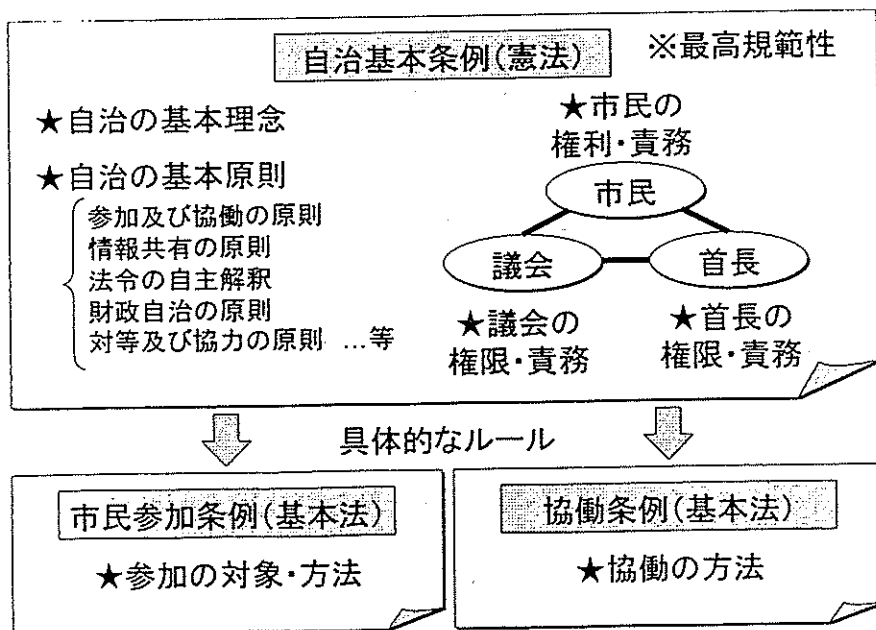 自治基本条例(憲法)
※最高規範性
★自治の基本理念
★自治の基本原則
参加及び協働の原則
情報共有の原則
法令の自主解釈
財政自治の原則
対等及び協力の原則 …等
★市民の
権利・責務
市民
議会
首長
★議会の
権限・責務
★首長の
権限・責務
具体的なルール
市民参加条例(基本法)
★参加の対象・方法
協働条例(基本法)
★協働の方法